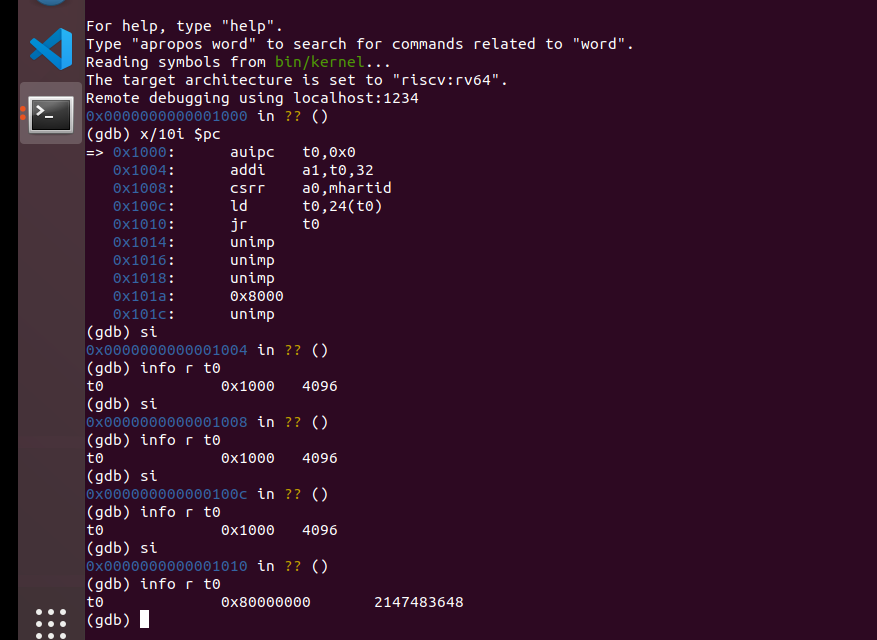 For help, type "help".
Type "apropos word" to search for commands related to "word".
Reading symbols from bin/kernel...
The target architecture is set to "riscv:rv64".
Remote debugging using localhost:1234
0x0000000000001000 in ?? ()
(gdb) x/10i $pc
=> 0x1000:	auipc	t0,0x0
   0x1004:	addi	a1,t0,32
   0x1008:	csrr	a0,mhartid
   0x100c:	ld	t0,24(t0)
   0x1010:	jr	t0
   0x1014:	unimp
   0x1016:	unimp
   0x1018:	unimp
   0x101a:	0x8000
   0x101c:	unimp
(gdb) si
0x0000000000001004 in ?? ()
(gdb) info r t0
t0             0x1000	4096
(gdb) si
0x0000000000001008 in ?? ()
(gdb) info r t0
t0             0x1000	4096
(gdb) si
0x000000000000100c in ?? ()
(gdb) info r t0
t0             0x1000	4096
(gdb) si
0x0000000000001010 in ?? ()
(gdb) info r t0
t0             0x80000000	2147483648
(gdb)